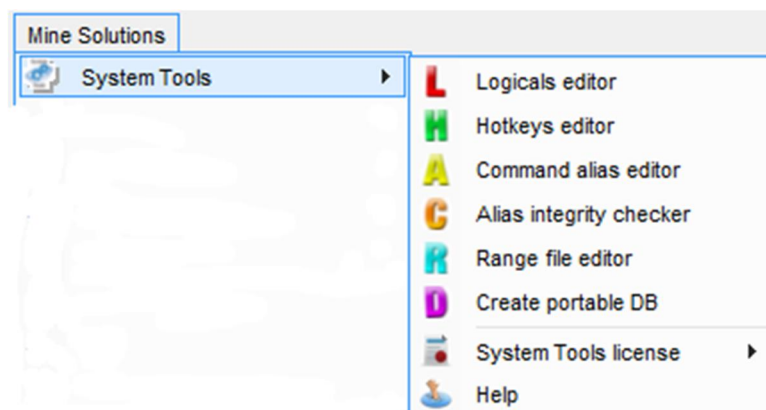 Mine Solutions
System Tools
L Logicals editor
H Hotkeys editor
A Command alias editor
C Alias integrity checker
R Range file editor
D Create portable DB
System Tools license
Help